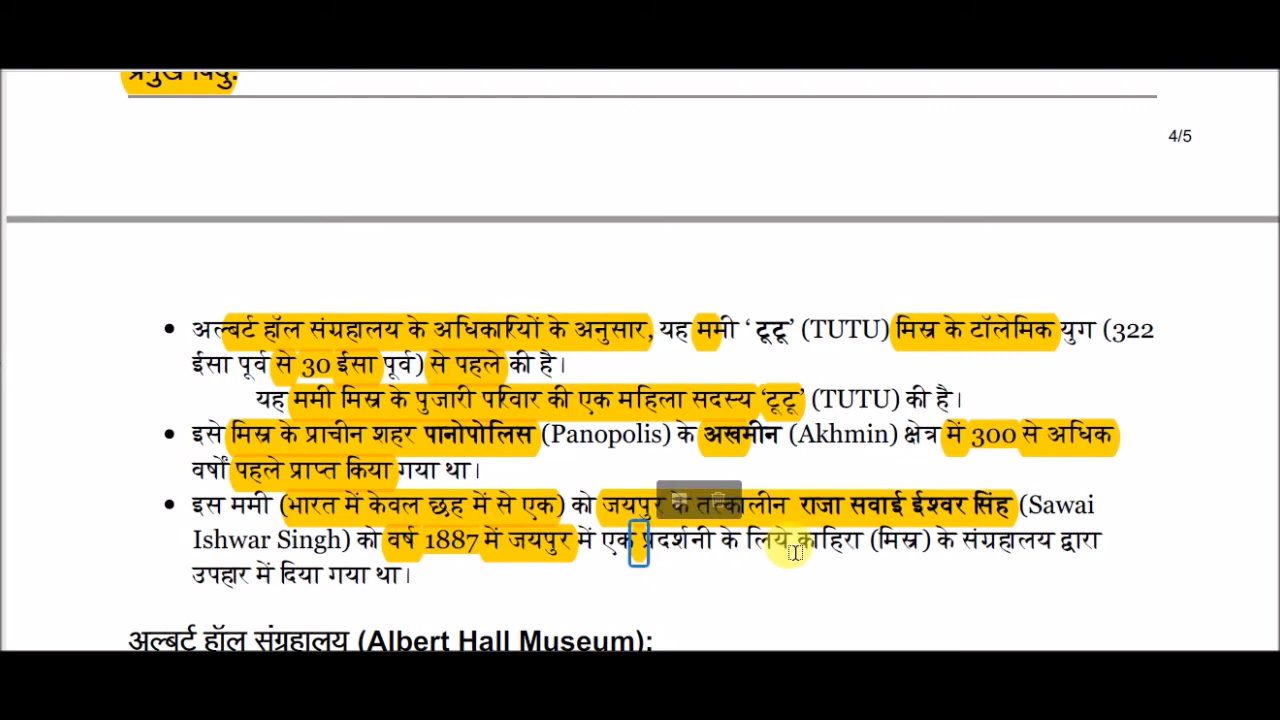 प्रमुख बिंदु:
4/5
• अल्बर्ट हॉल संग्रहालय के अधिकारियों के अनुसार, यह ममी ‘ टूटू’ (TUTU) मिस्र के टॉलेमिक युग (322
ईसा पूर्व से 30 ईसा पूर्व) से पहले की है।
यह ममी मिस्र के पुजारी परिवार की एक महिला सदस्य ‘टूटू’ (TUTU) की है।
• इसे मिस्र के प्राचीन शहर पानोपोलिस (Panopolis) के अखमीन (Akhmin) क्षेत्र में 300 से अधिक
वर्षों पहले प्राप्त किया गया था।
• इस ममी (भारत में केवल छह में से एक) को जयपुर के तत्कालीन राजा सवाई ईश्वर सिंह (Sawai
Ishwar Singh) को वर्ष 1887 में जयपुर में एक प्रदर्शनी के लिये काहिरा (मिस्र) के संग्रहालय द्वारा
उपहार में दिया गया था।
अल्बर्ट हॉल संग्रहालय (Albert Hall Museum):